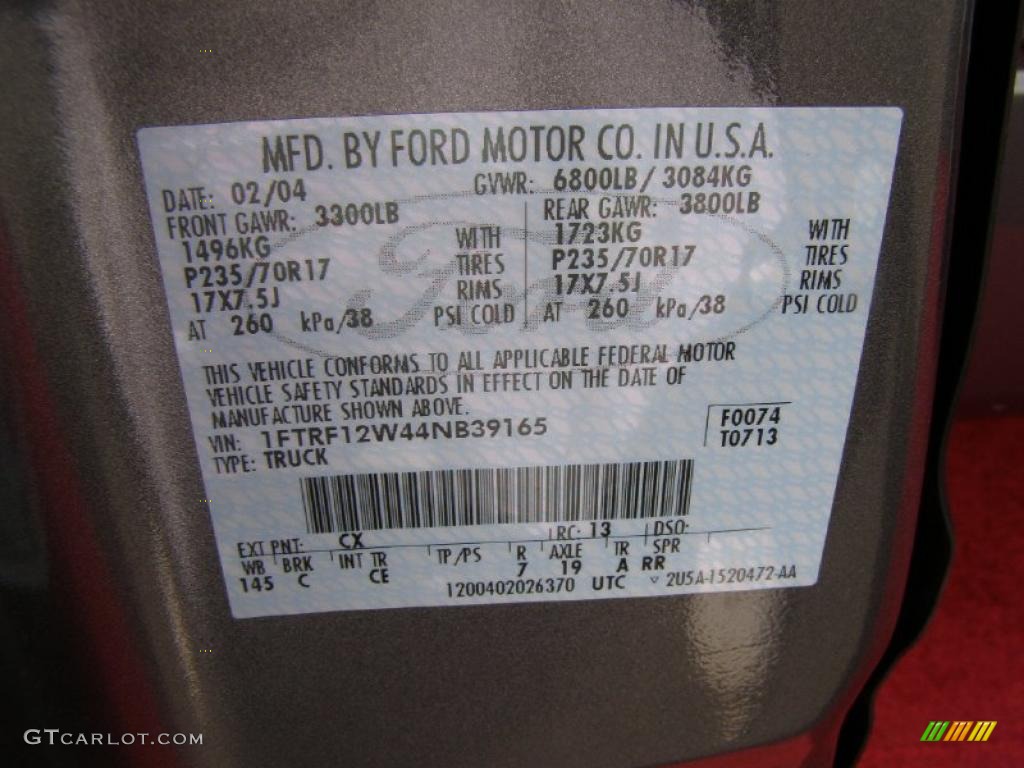 MFD. BY FORD MOTOR CO. IN U.S.A.
DATE: 02/04 GVWR: 6800LB/ 3084KG
FRONT GAWR: 3300LB REAR GAWR: 3800LB
1496KG WITH 1723KG WITH
P235/70R17 TIRES P235/70R17 TIRES
17X7.5J RIMS 17X7.5J RIMS
AT 260 kPa/38 PSI COLD AT 260 kPa/38 PSI COLD
Ford
THIS VEHICLE CONFORMS TO ALL APPLICABLE FEDERAL MOTOR
VEHICLE SAFETY STANDARDS IN EFFECT ON THE DATE OF
MANUFACTURE SHOWN ABOVE.
VIN: 1FTRF12W44NB39165 F0074
TYPE: TRUCK T0713
EXT PNT: CX RC: 13 DSO:
WB BRK INT TR TP/PS R AXLE TR SPR
145 C CE 7 19 A RR
1200402026370 UTC ▽ 2U5A-1520472-AA
GTCARLOT.COM